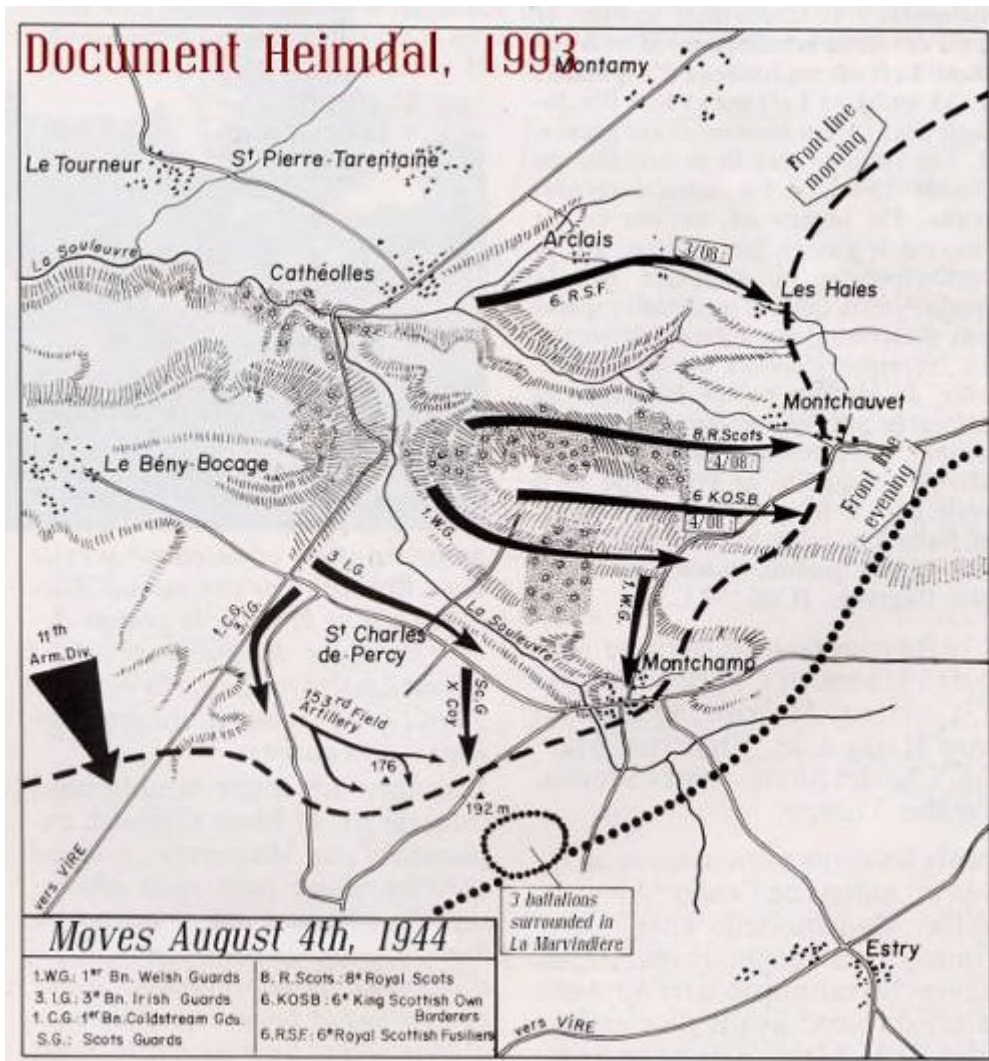 Document Heimdal, 1993
Montamy
Le Tourneur
St Pierre-Tarentaine
Front line
morning
La Souleuvre
Cathéolles
Arclais
3/08
6. R.S.F.
Les Haies
Montchauvet
8.R.Scots
4/08
Le Bény-Bocage
6 K.O.S.B.
4/08
Front line
evening
1.W.G.
3. I.G.
1.W.G.
1.C.G.
St Charles
de-Percy
La Souleuvre
Montchamp
11th
Arm.Div.
Sc.G
X Coy
153rd Field
Artillery
176
192 m
vers VIRE
3 battalions
surrounded in
La Marvindière
Estry
vers VIRE
Moves August 4th, 1944
1.W.G.: 1er Bn. Welsh Guards
3. I.G.: 3e Bn. Irish Guards
1. C.G: 1er Bn.Coldstream Gds.
S.G.: Scots Guards
8. R.Scots: 8e Royal Scots
6.KOSB: 6e King Scottish Own
Borderers
6.R.S.F.: 6e Royal Scottish Fusiliers